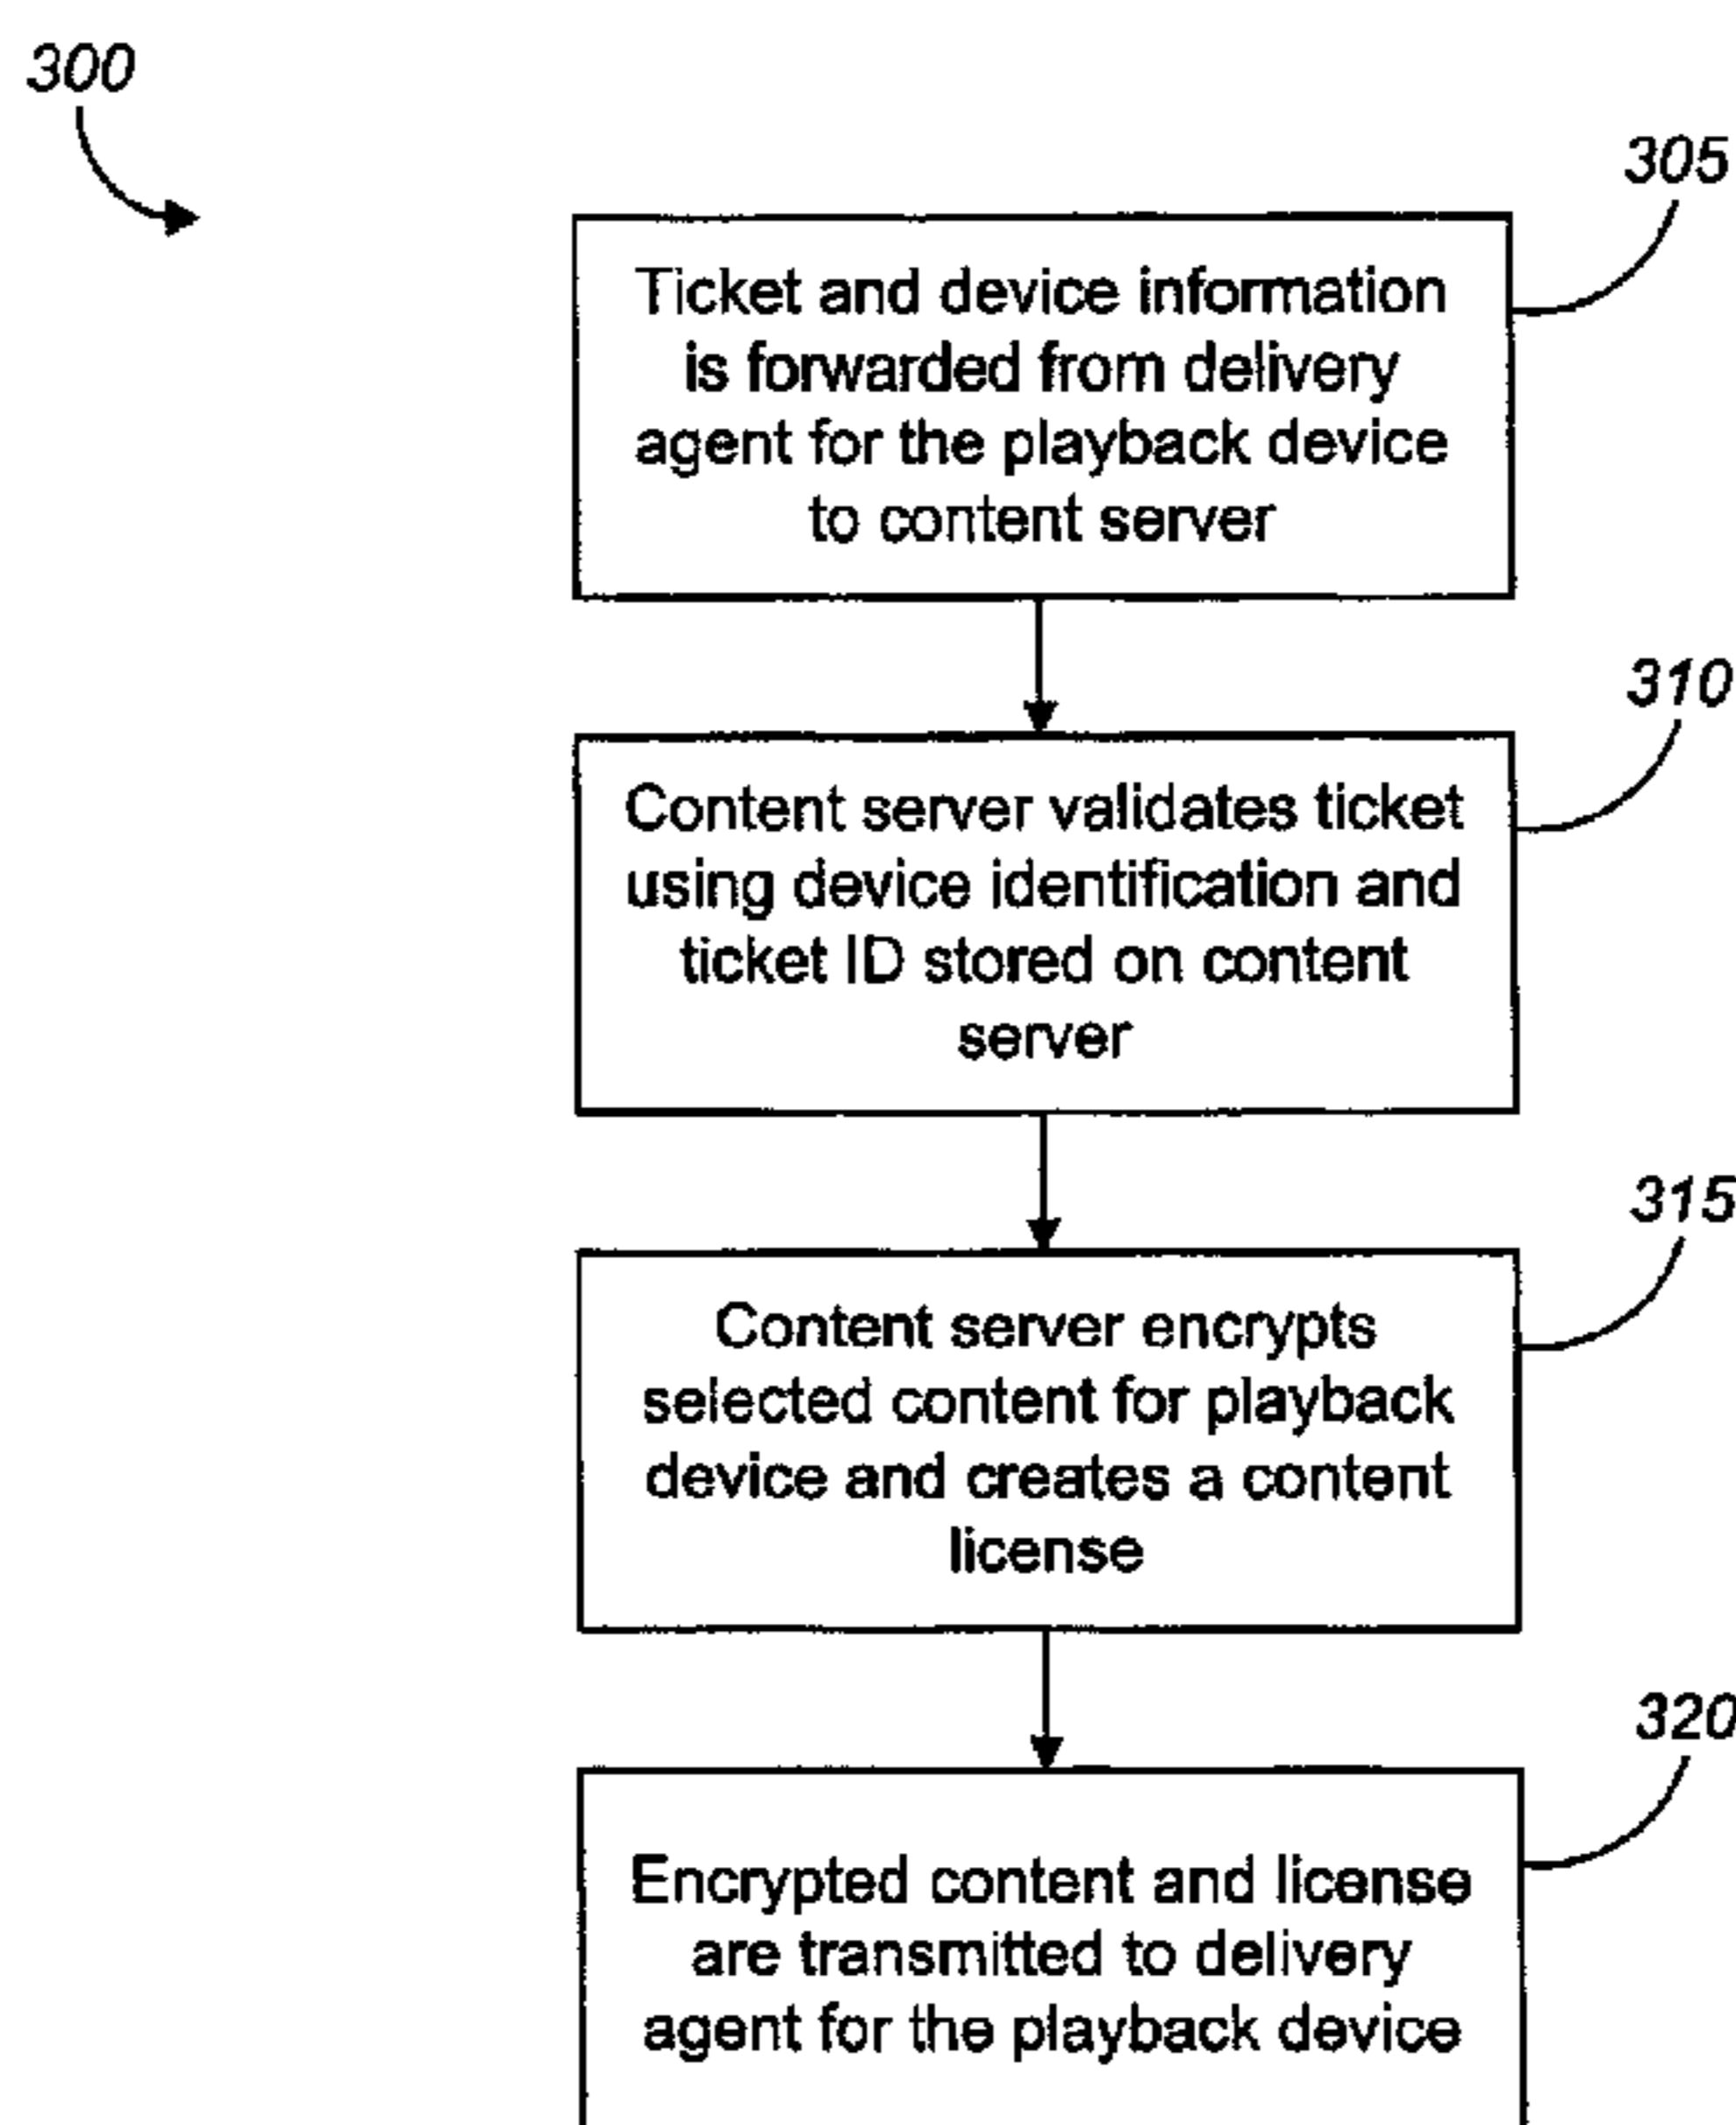 300
305
Ticket and device information
is forwarded from delivery
agent for the playback device
to content server
310
Content server validates ticket
using device identification and
ticket ID stored on content
server
315
Content server encrypts
selected content for playback
device and creates a content
license
320
Encrypted content and license
are transmitted to delivery
agent for the playback device